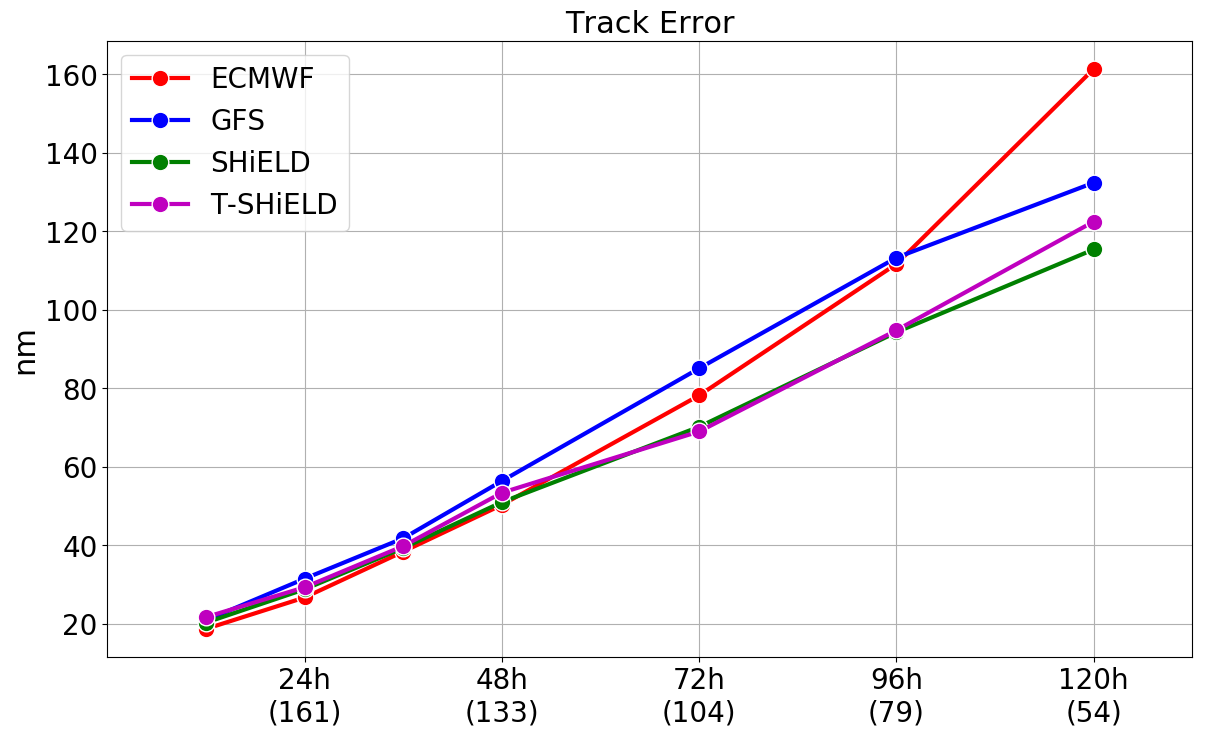 Track Error
ECMWF
GFS
SHiELD
T-SHiELD
160
140
120
100
80
60
40
20
nm
24h 48h 72h 96h 120h
(161) (133) (104) (79) (54)